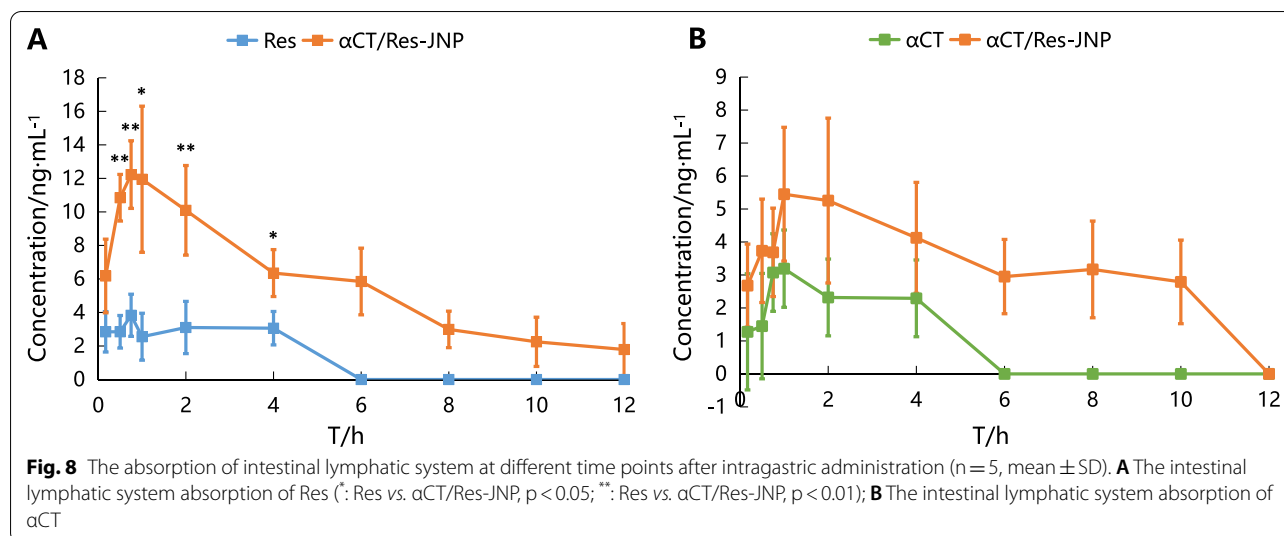 A
Res αCT/Res-JNP
Concentration/ng·mL⁻¹
18
16
14
12
10
8
6
4
2
0
**
**
*
**
*
0 2 4 6 8 10 12
T/h
B
αCT αCT/Res-JNP
Concentration/ng·mL⁻¹
9
8
7
6
5
4
3
2
1
0
-1
0 2 4 6 8 10 12
T/h
Fig. 8 The absorption of intestinal lymphatic system at different time points after intragastric administration (n = 5, mean ± SD). A The intestinal
lymphatic system absorption of Res (*: Res vs. αCT/Res-JNP, p < 0.05; **: Res vs. αCT/Res-JNP, p < 0.01); B The intestinal lymphatic system absorption of
αCT